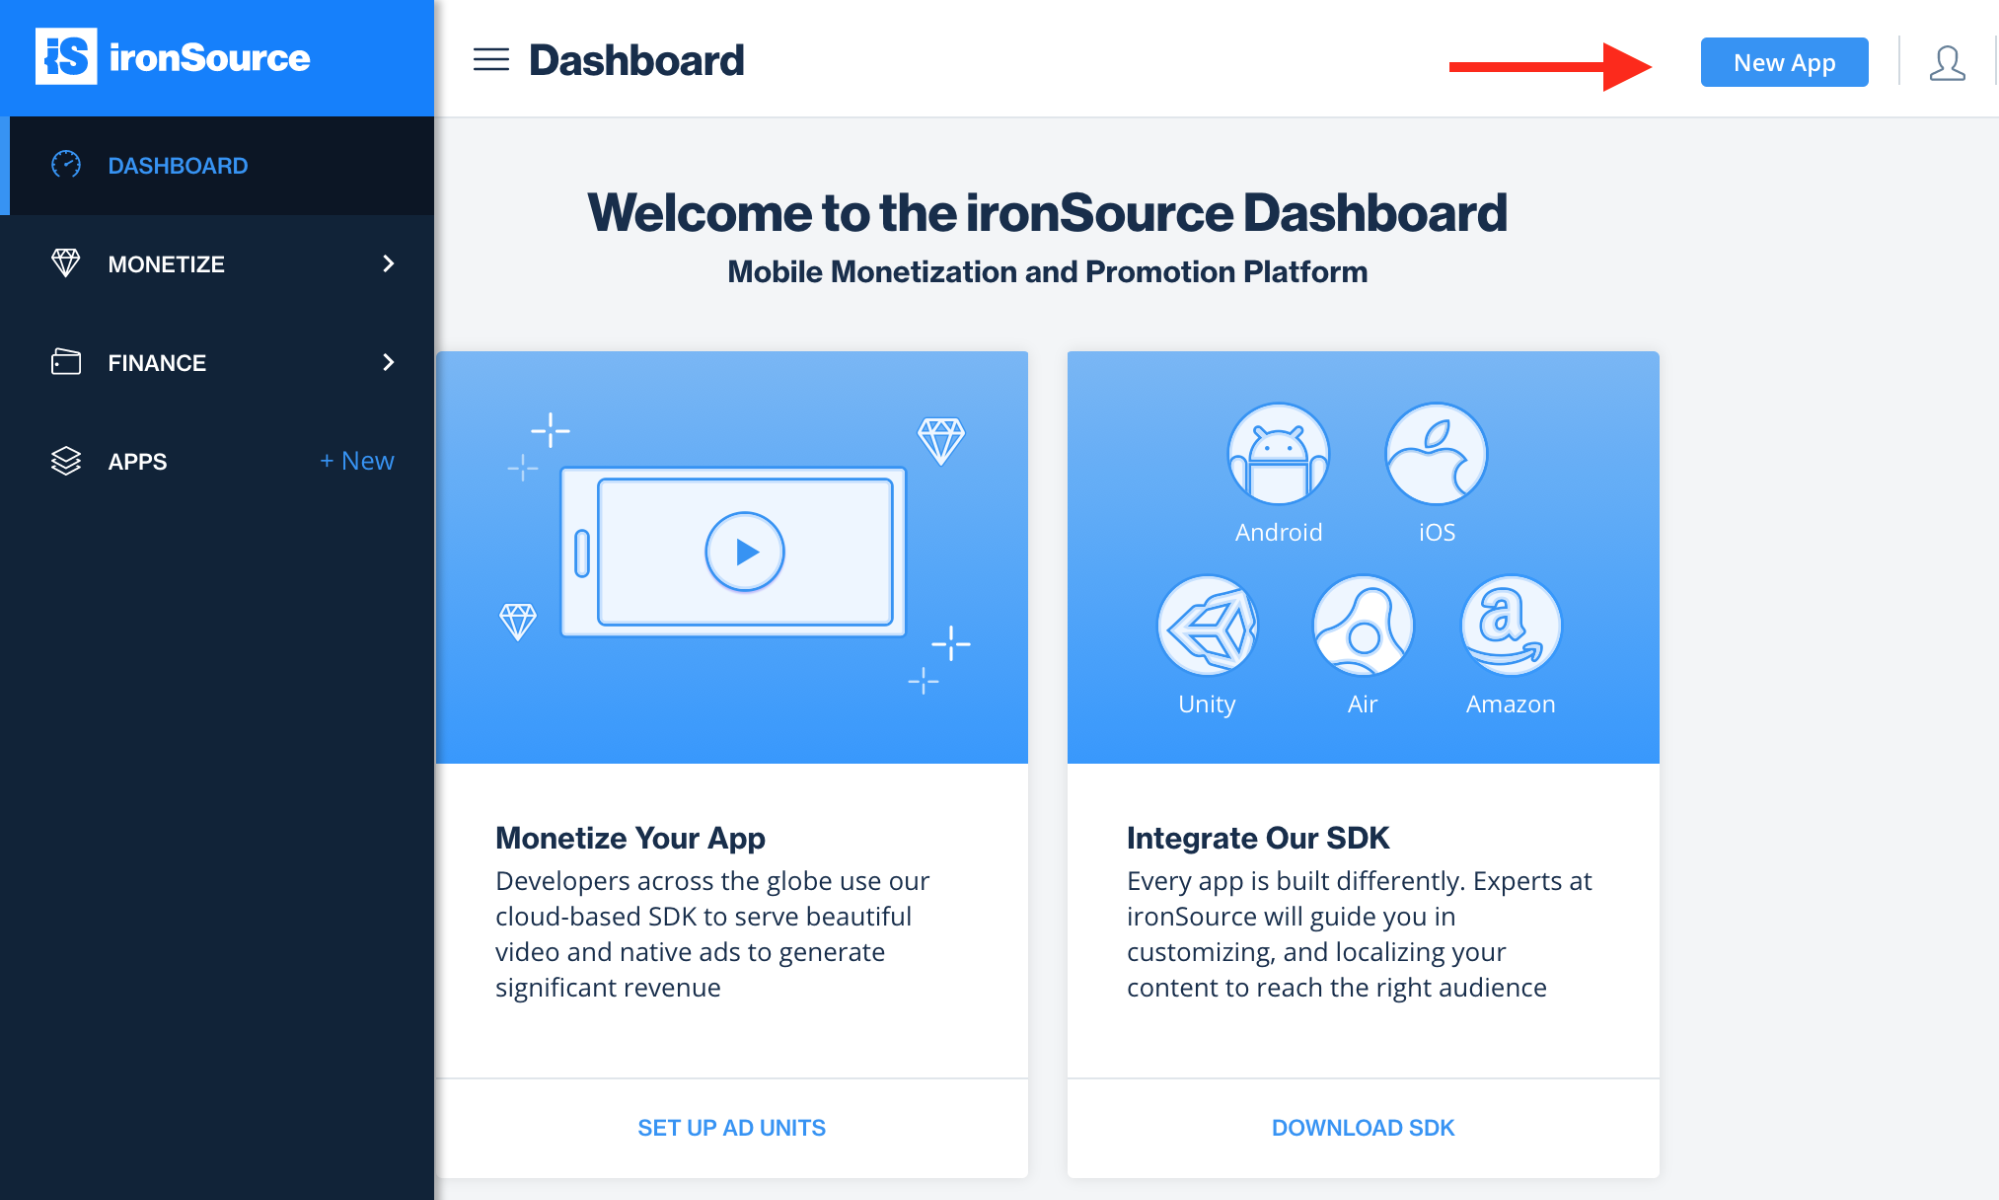 iS ironSource
Dashboard
New App
DASHBOARD
MONETIZE
FINANCE
APPS
+ New
Welcome to the ironSource Dashboard
Mobile Monetization and Promotion Platform
Android
iOS
Unity
Air
Amazon
Monetize Your App
Developers across the globe use our
cloud-based SDK to serve beautiful
video and native ads to generate
significant revenue
SET UP AD UNITS
Integrate Our SDK
Every app is built differently. Experts at
ironSource will guide you in
customizing, and localizing your
content to reach the right audience
DOWNLOAD SDK